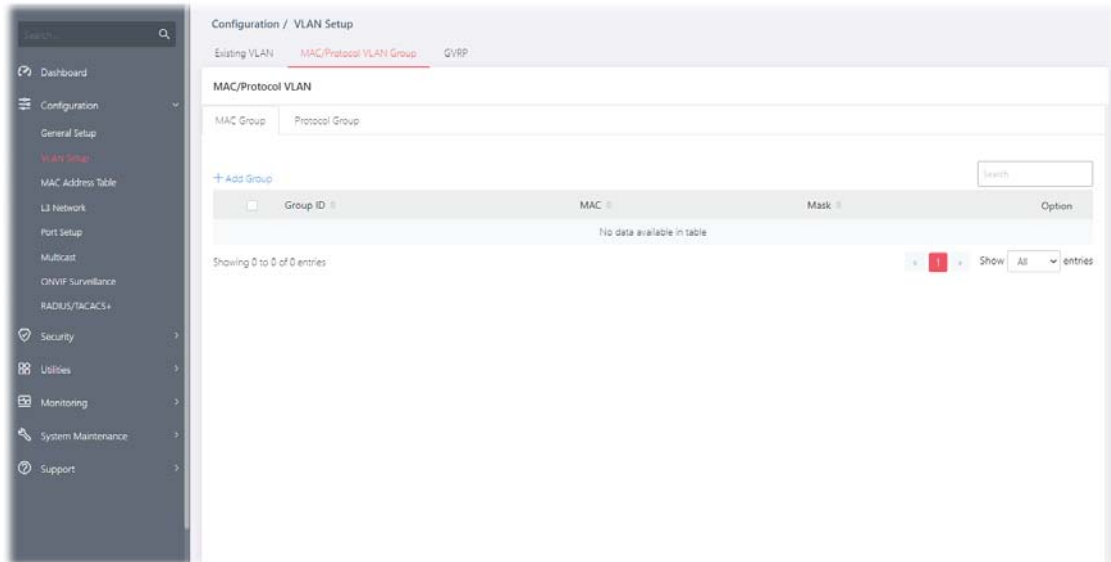 Search...
Dashboard
Configuration
General Setup
VLAN Setup
MAC Address Table
L3 Network
Port Setup
Multicast
ONVIF Surveillance
RADIUS/TACACS+
Security
Utilities
Monitoring
System Maintenance
Support
Configuration / VLAN Setup
Existing VLAN MAC/Protocol VLAN Group GVRP
MAC/Protocol VLAN
MAC Group Protocol Group
+ Add Group Search
Group ID MAC Mask Option
No data available in table
Showing 0 to 0 of 0 entries « 1 » Show All entries